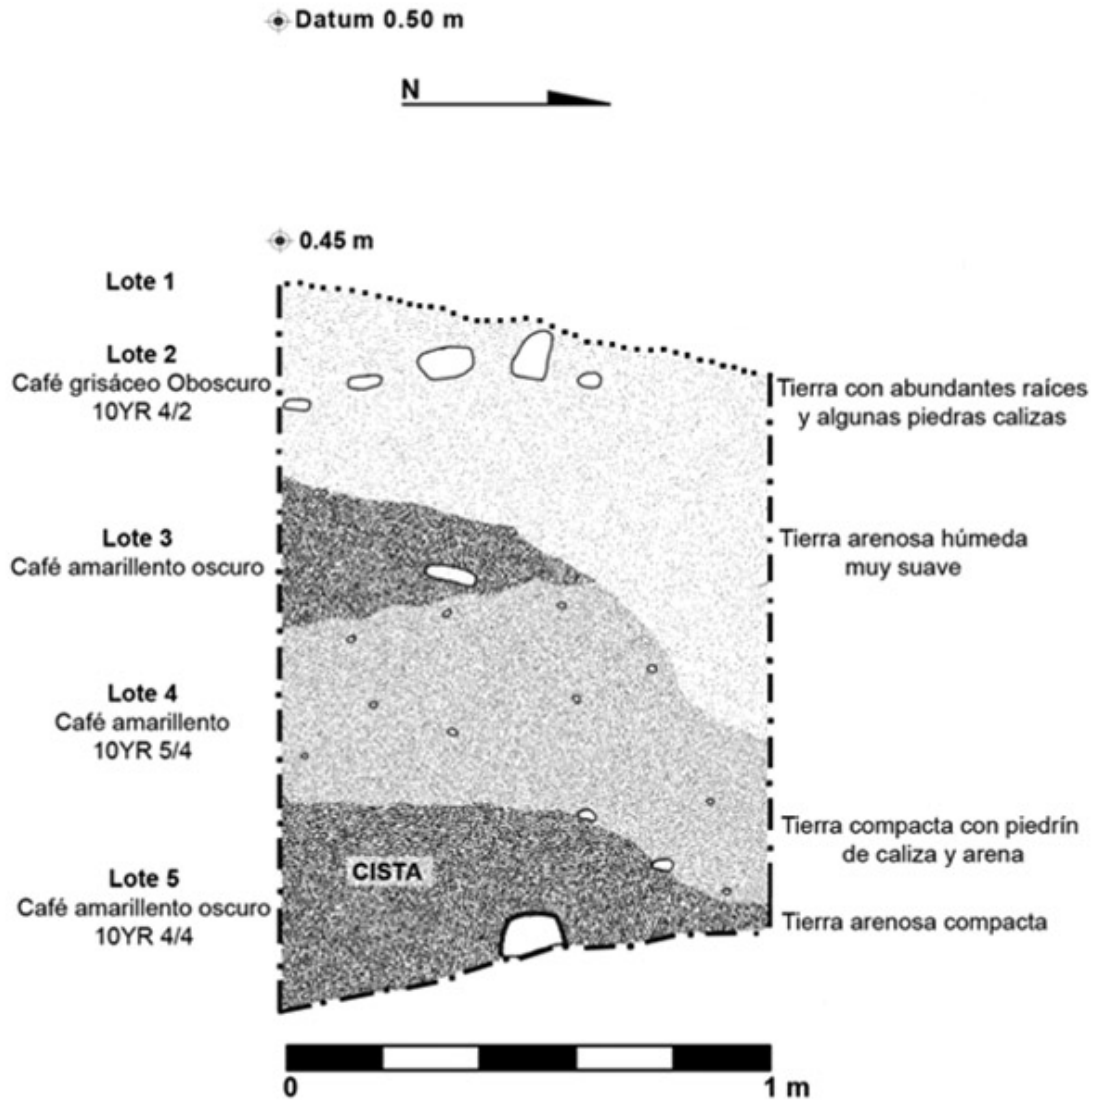 Datum 0.50 m
N
0.45 m
Lote 1
Lote 2
Café grisáceo Oboscuro
10YR 4/2
Tierra con abundantes raíces
y algunas piedras calizas
Lote 3
Café amarillento oscuro
Tierra arenosa húmeda
muy suave
Lote 4
Café amarillento
10YR 5/4
Tierra compacta con piedrín
de caliza y arena
CISTA
Lote 5
Café amarillento oscuro
10YR 4/4
Tierra arenosa compacta
0
1 m